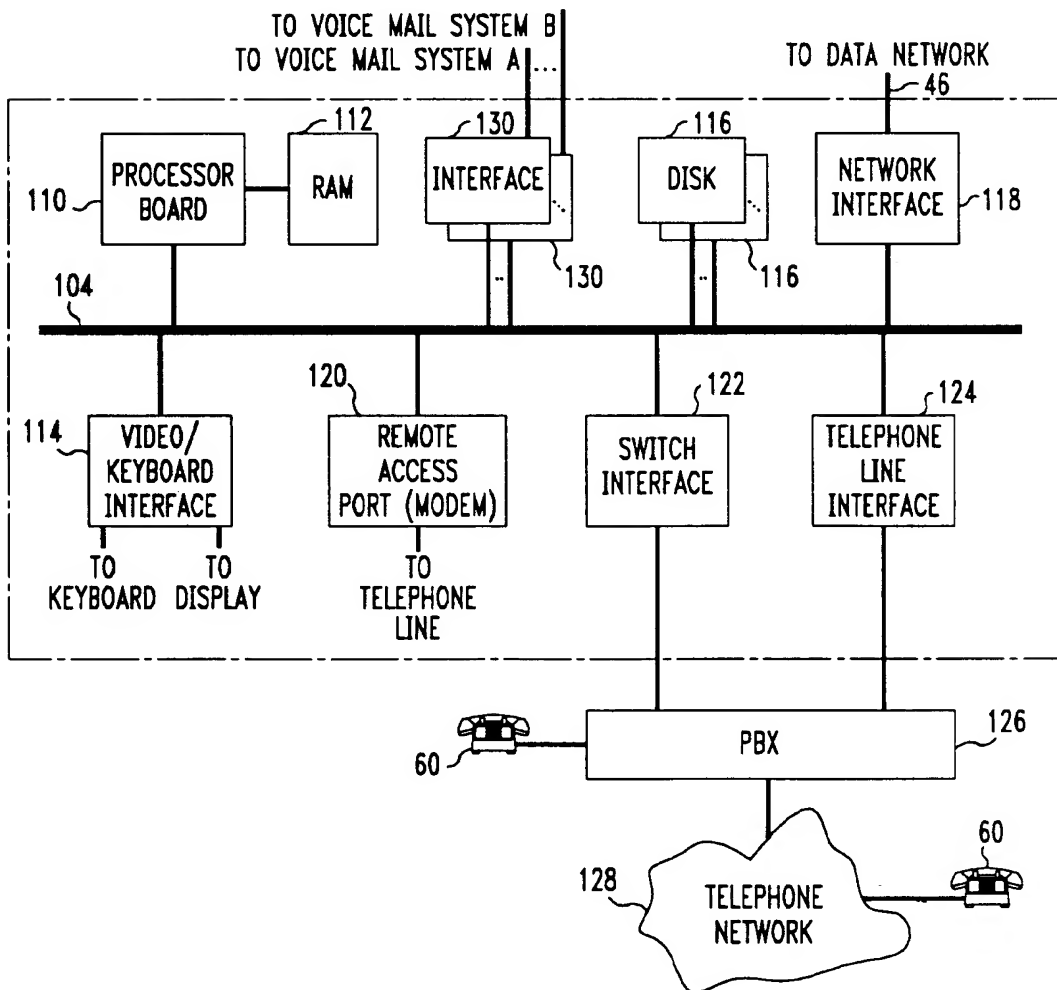 TO VOICE MAIL SYSTEM B
TO VOICE MAIL SYSTEM A ...
TO DATA NETWORK
46
110
PROCESSOR
BOARD
112
RAM
130
INTERFACE
130
116
DISK
116
NETWORK
INTERFACE
118
104
114
VIDEO/
KEYBOARD
INTERFACE
TO
KEYBOARD
TO
DISPLAY
120
REMOTE
ACCESS
PORT (MODEM)
TO
TELEPHONE
LINE
122
SWITCH
INTERFACE
124
TELEPHONE
LINE
INTERFACE
60
PBX
126
128
TELEPHONE
NETWORK
60